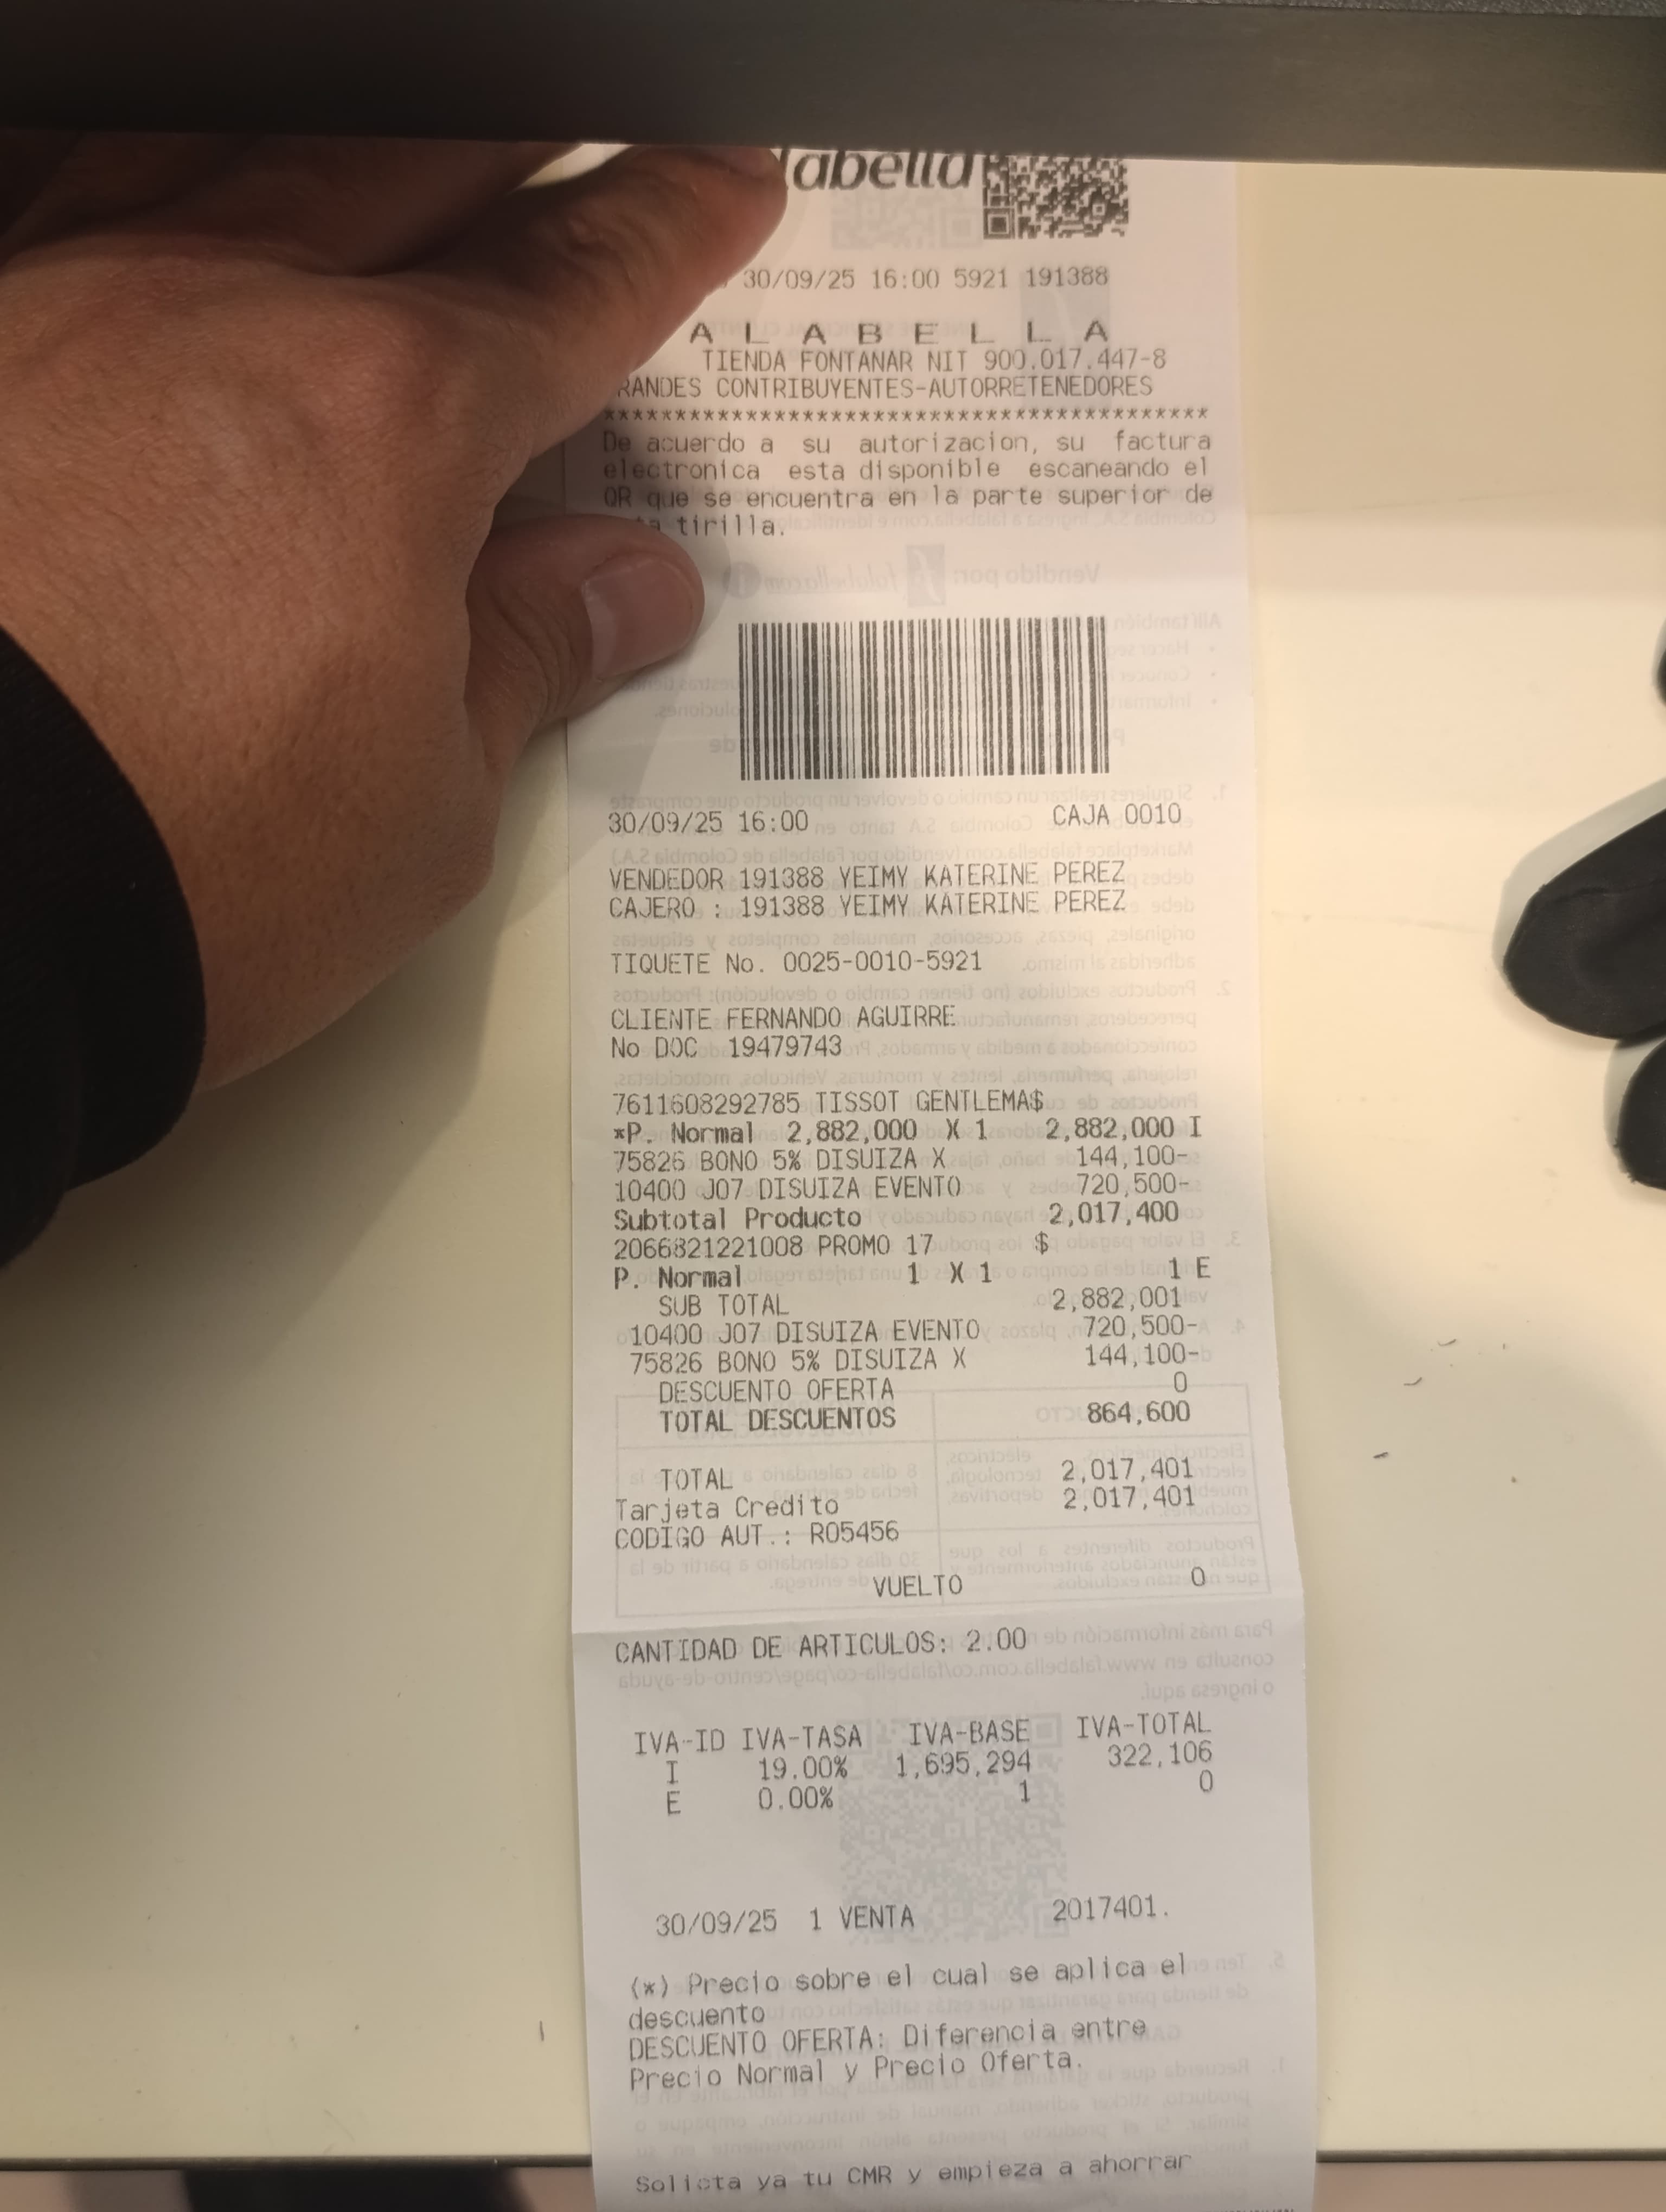 labella
30/09/25 16:00 5921 191388
A L A B E L L A
TIENDA FONTANAR NIT 900.017.447-8
RANDES CONTRIBUYENTES-AUTORRETENEDORES
******************************************
De acuerdo a su autorizacion, su factura
electronica esta disponible escaneando el
QR que se encuentra en la parte superior de
tirilla.
30/09/25 16:00 CAJA 0010
VENDEDOR 191388 YEIMY KATERINE PEREZ
CAJERO : 191388 YEIMY KATERINE PEREZ
TIQUETE No. 0025-0010-5921
CLIENTE FERNANDO AGUIRRE
No DOC 19479743
7611608292785 TISSOT GENTLEMA$
*P. Normal 2,882,000 X 1 2,882,000 I
75826 BONO 5% DISUIZA X 144,100-
10400 J07 DISUIZA EVENTO 720,500-
Subtotal Producto 2,017,400
2066821221008 PROMO 17 $
P. Normal 1 X 1 1 E
SUB TOTAL 2,882,001
10400 J07 DISUIZA EVENTO 720,500-
75826 BONO 5% DISUIZA X 144,100-
DESCUENTO OFERTA 0
TOTAL DESCUENTOS 864,600
TOTAL 2,017,401
Tarjeta Credito 2,017,401
CODIGO AUT.: R05456
VUELTO 0
CANTIDAD DE ARTICULOS: 2.00
IVA-ID IVA-TASA IVA-BASE IVA-TOTAL
I 19.00% 1,695,294 322,106
E 0.00% 1 0
30/09/25 1 VENTA 2017401.
(*) Precio sobre el cual se aplica el
descuento
DESCUENTO OFERTA: Diferencia entre
Precio Normal y Precio Oferta.
Solicta ya tu CMR y empieza a ahorrar